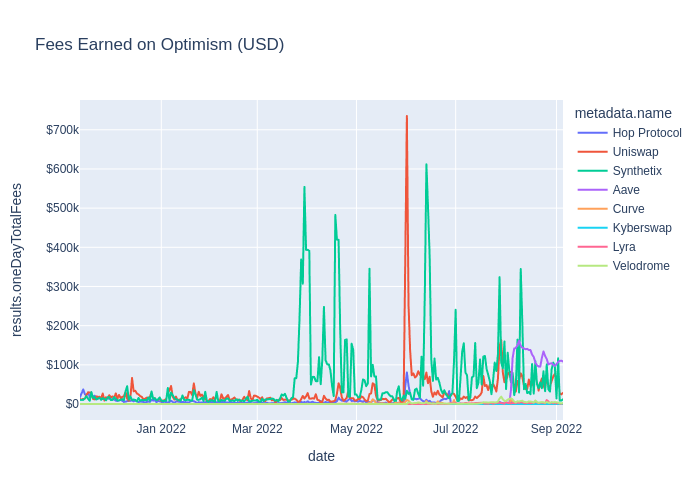 Fees Earned on Optimism (USD)
metadata.name
Hop Protocol
Uniswap
Synthetix
Aave
Curve
Kyberswap
Lyra
Velodrome
results.oneDayTotalFees
$700k
$600k
$500k
$400k
$300k
$200k
$100k
$0
Jan 2022 Mar 2022 May 2022 Jul 2022 Sep 2022
date